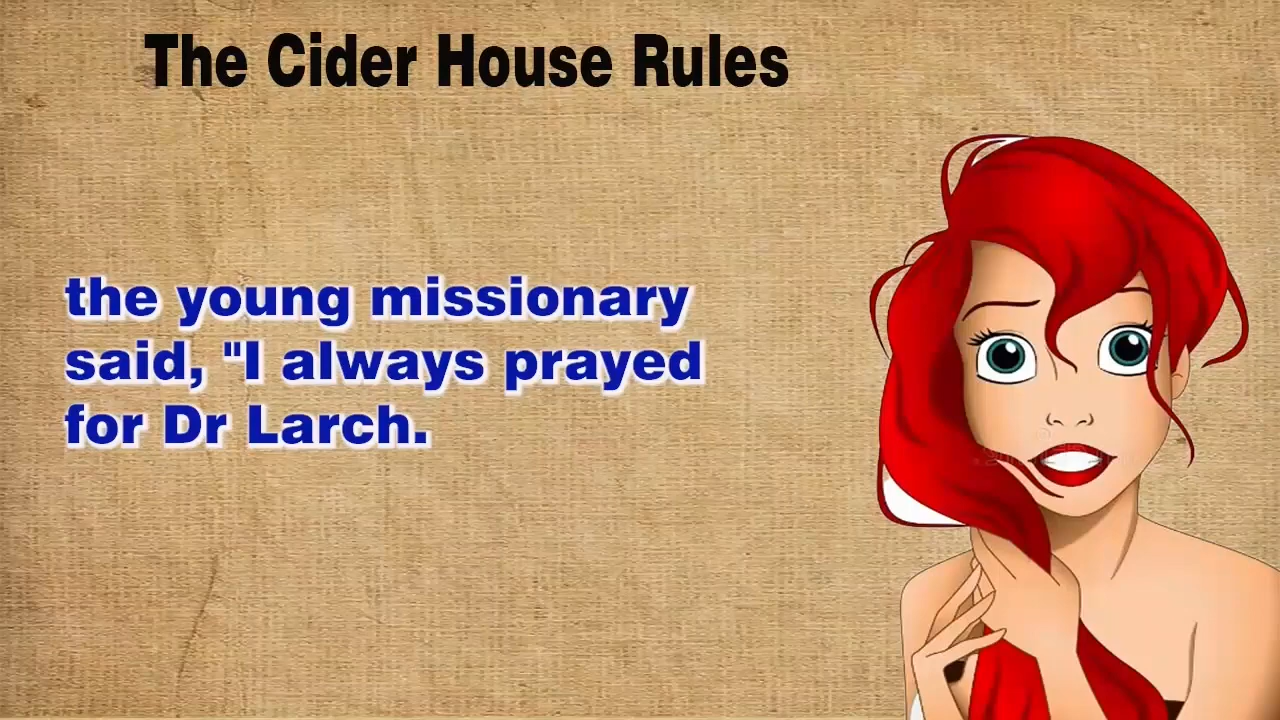 The Cider House Rules
the young missionary
said, "I always prayed
for Dr Larch.